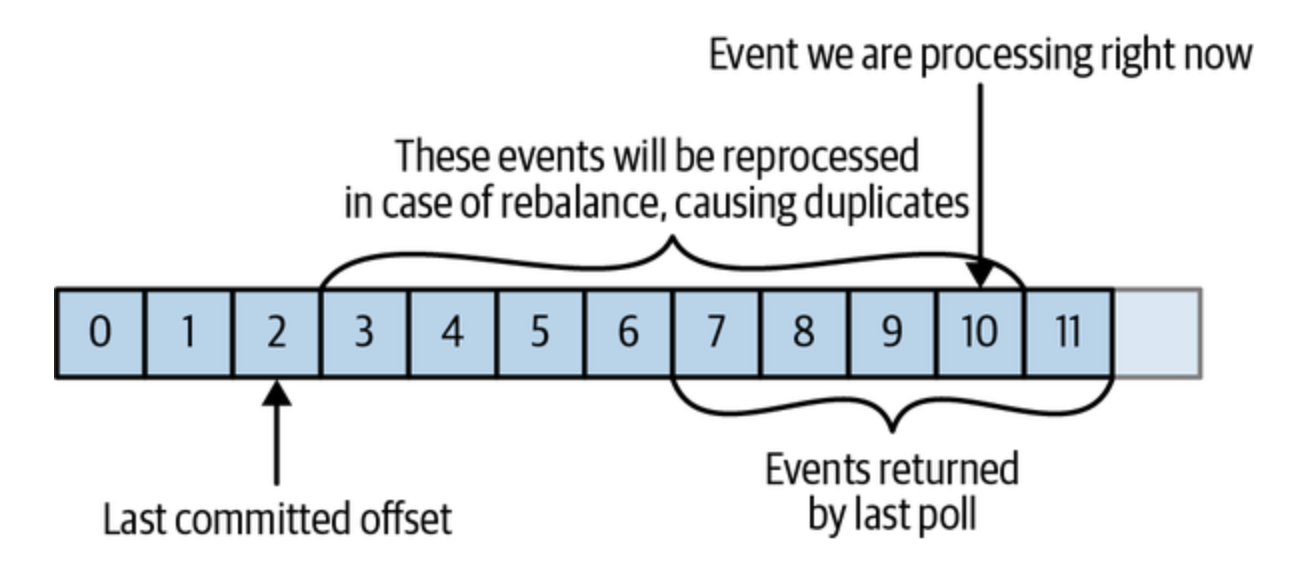 Event we are processing right now
These events will be reprocessed
in case of rebalance, causing duplicates
0 1 2 3 4 5 6 7 8 9 10 11
Last committed offset
Events returned
by last poll